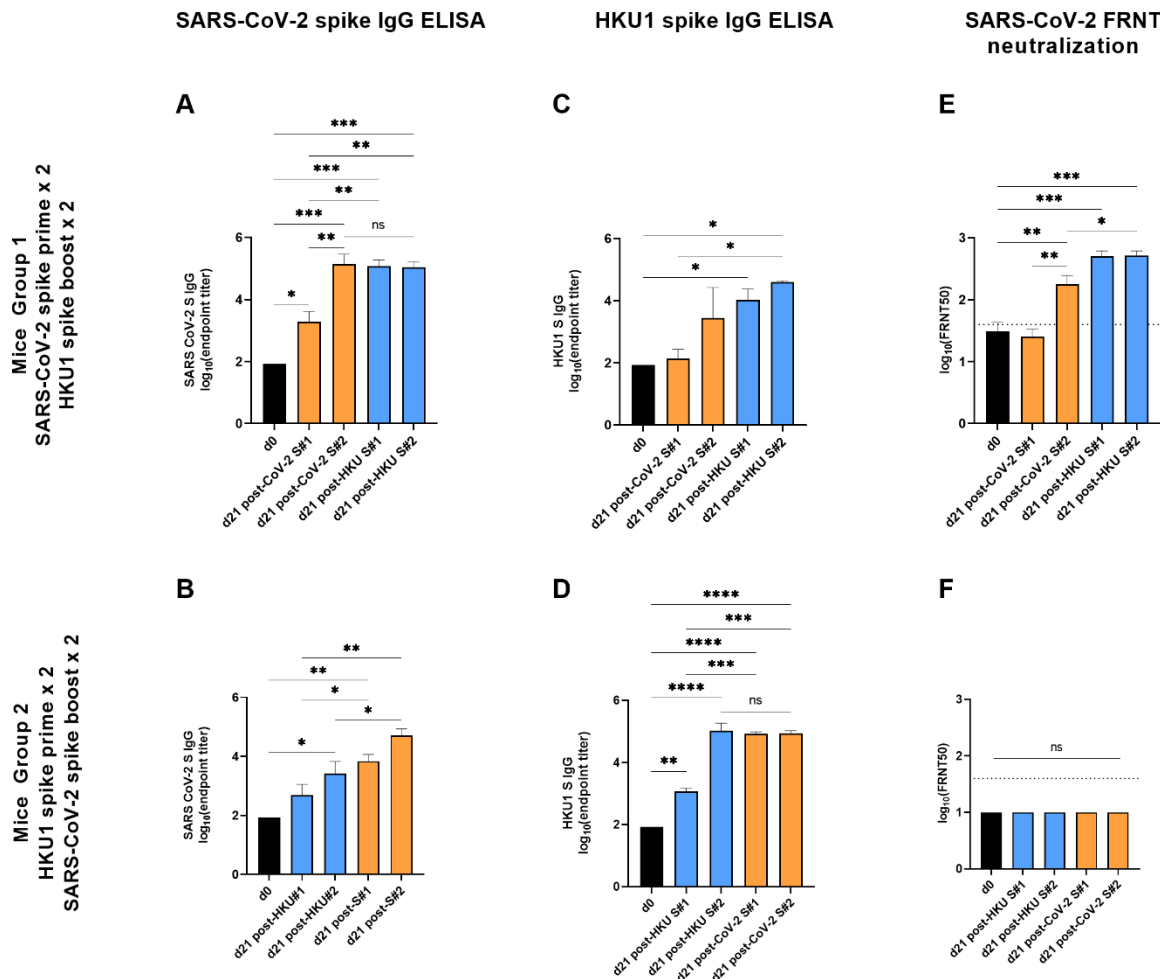 SARS-CoV-2 spike IgG ELISA
HKU1 spike IgG ELISA
SARS-CoV-2 FRNT
neutralization
Mice Group 1
SARS-CoV-2 spike prime x 2
HKU1 spike boost x 2
A
***
**
***
**
***
ns
**
*
SARS CoV-2 S IgG
log10(endpoint titer)
6
4
2
0
d0
d21 post-CoV-2 S#1
d21 post-CoV-2 S#2
d21 post-HKU S#1
d21 post-HKU S#2
C
*
*
*
HKU1 S IgG
log10(endpoint titer)
6
4
2
0
d0
d21 post-CoV-2 S#1
d21 post-CoV-2 S#2
d21 post-HKU S#1
d21 post-HKU S#2
E
***
***
**
*
**
log10(FRNT50)
3
2
1
0
d0
d21 post-CoV-2 S#1
d21 post-CoV-2 S#2
d21 post-HKU S#1
d21 post-HKU S#2
Mice Group 2
HKU1 spike prime x 2
SARS-CoV-2 spike boost x 2
B
**
**
*
*
*
SARS CoV-2 S IgG
log10(endpoint titer)
6
4
2
0
d0
d21 post-HKU#1
d21 post-HKU#2
d21 post-S#1
d21 post-S#2
D
****
***
****
***
****
ns
**
HKU1 S IgG
log10(endpoint titer)
6
4
2
0
d0
d21 post-HKU S#1
d21 post-HKU S#2
d21 post-CoV-2 S#1
d21 post-CoV-2 S#2
F
ns
log10(FRNT50)
3
2
1
0
d0
d21 post-HKU S#1
d21 post-HKU S#2
d21 post-CoV-2 S#1
d21 post-CoV-2 S#2